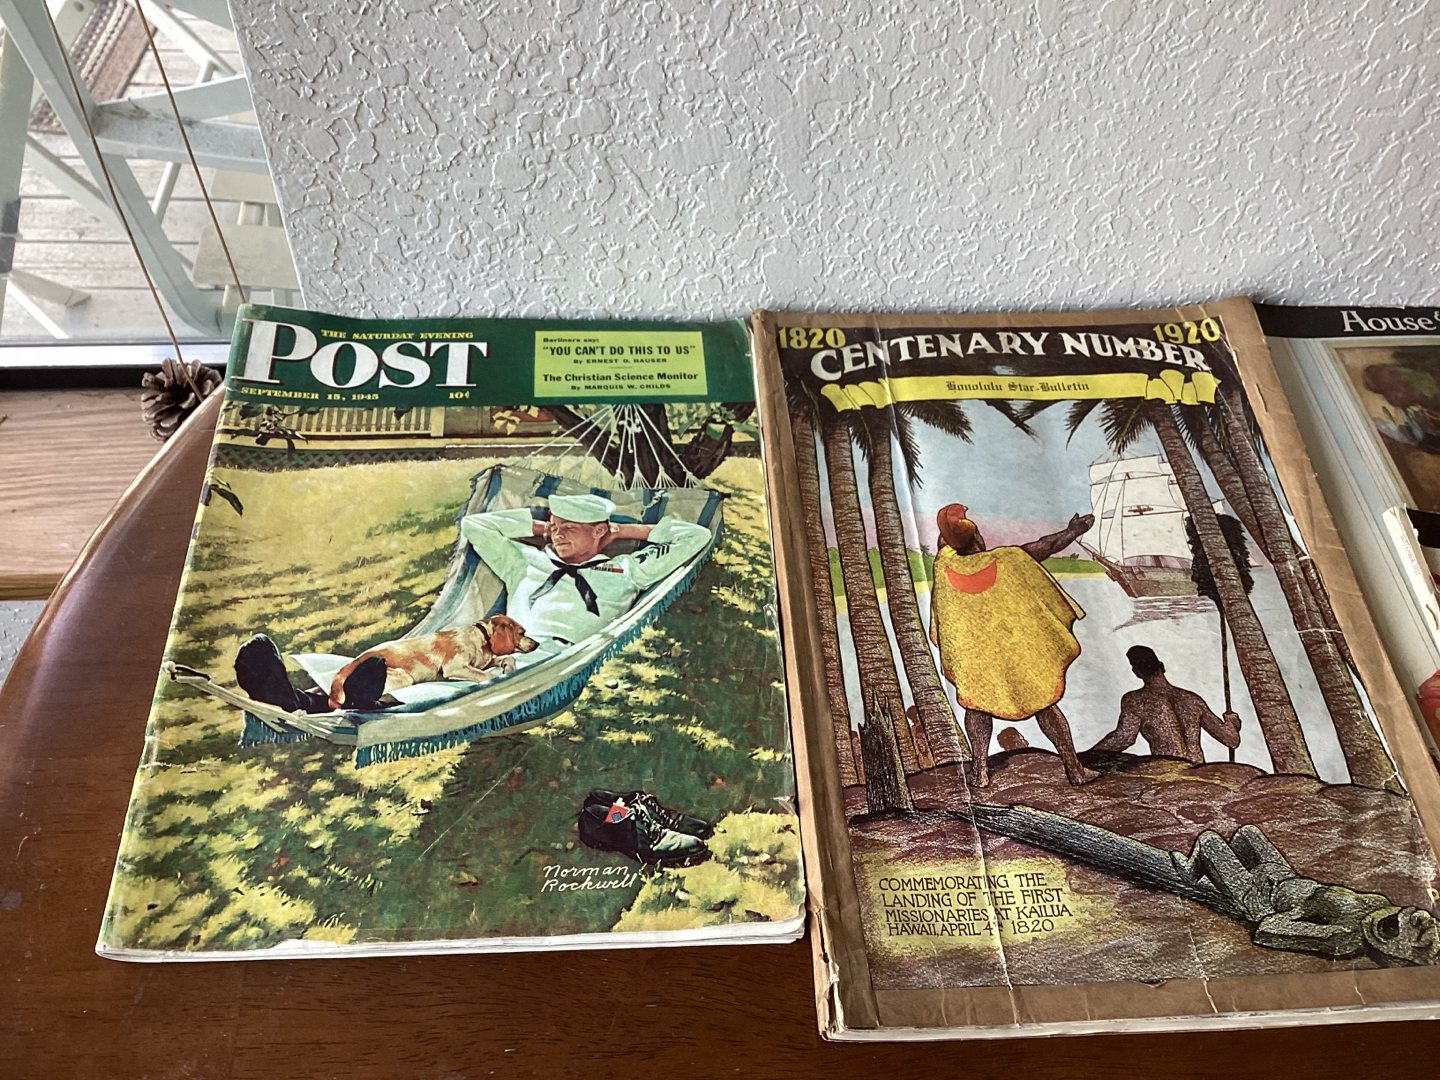 THE SATURDAY EVENING
POST
SEPTEMBER 15, 1945 10¢
Berliners say:
"YOU CAN'T DO THIS TO US"
By ERNEST O. HAUSER
The Christian Science Monitor
By MARQUIS W. CHILDS
Norman
Rockwell
1820 1920
CENTENARY NUMBER
Honolulu Star-Bulletin
COMMEMORATING THE
LANDING OF THE FIRST
MISSIONARIES AT KAILUA
HAWAII, APRIL 4th 1820
House